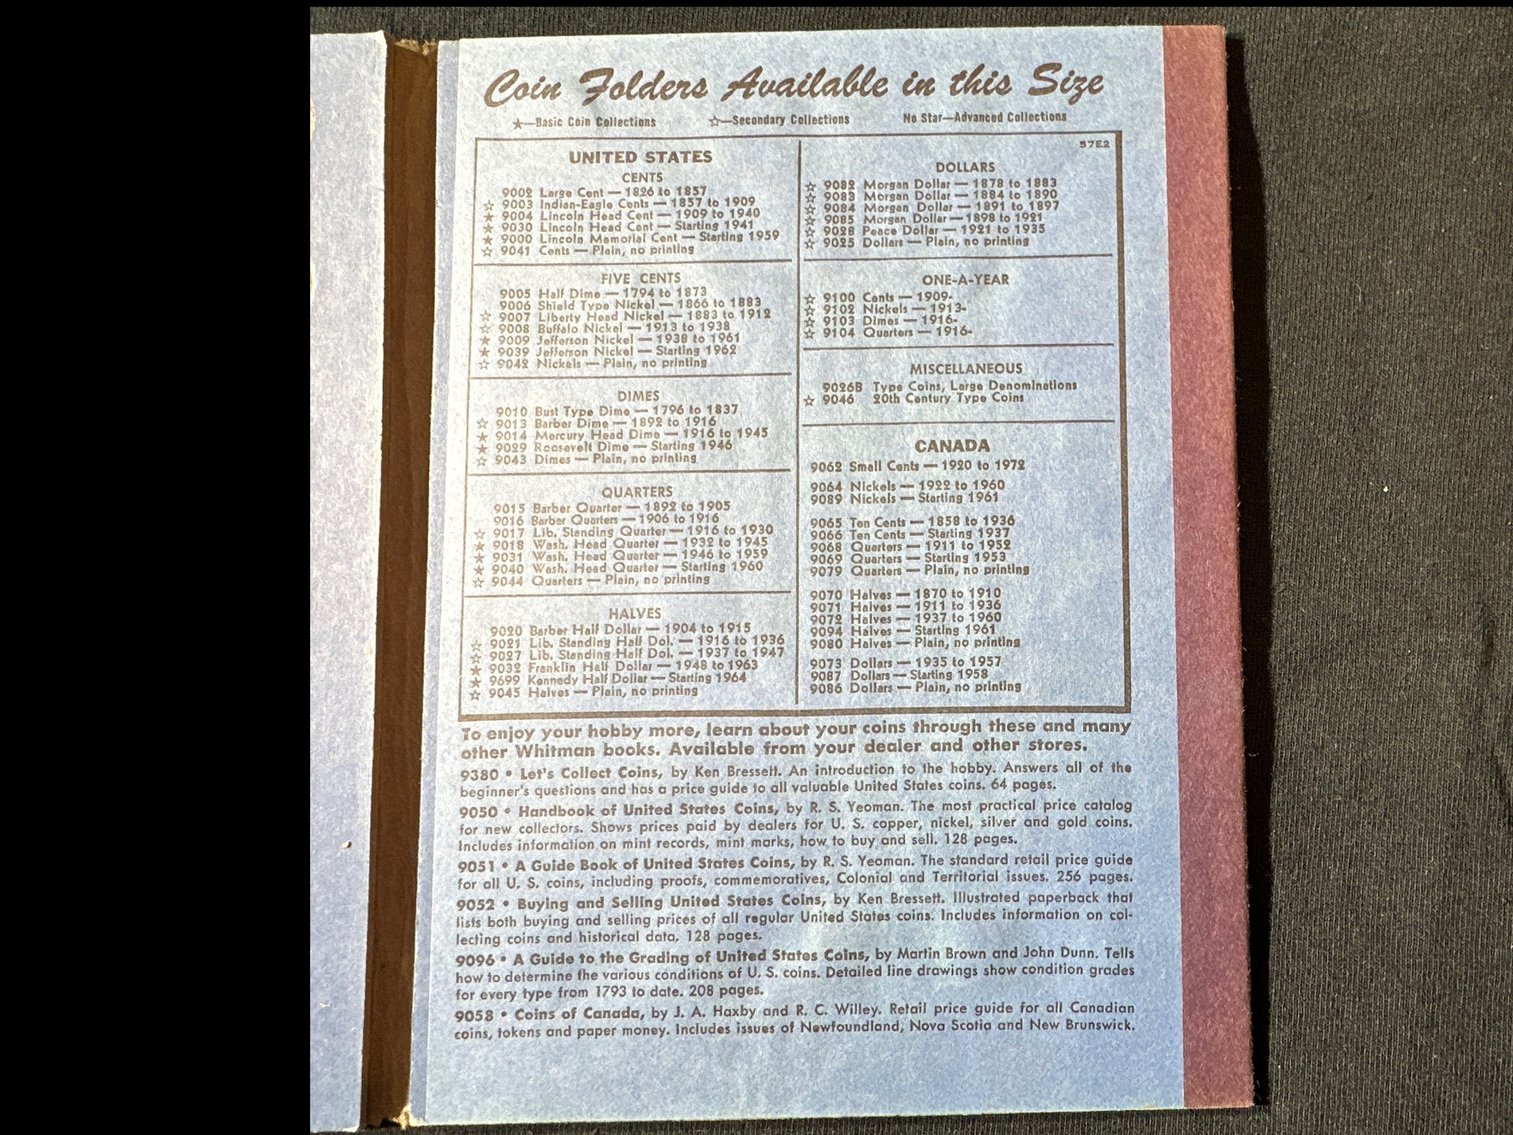 Coin Folders Available in this Size
★—Basic Coin Collections ☆—Secondary Collections No Star—Advanced Collections
UNITED STATES
CENTS
9002 Large Cent — 1826 to 1857
☆ 9003 Indian-Eagle Cents — 1857 to 1909
★ 9004 Lincoln Head Cent — 1909 to 1940
★ 9030 Lincoln Head Cent — Starting 1941
★ 9000 Lincoln Memorial Cent — Starting 1959
☆ 9041 Cents — Plain, no printing
FIVE CENTS
9005 Half Dime — 1794 to 1873
9006 Shield Type Nickel — 1866 to 1883
☆ 9007 Liberty Head Nickel — 1883 to 1912
☆ 9008 Buffalo Nickel — 1913 to 1938
★ 9009 Jefferson Nickel — 1938 to 1961
★ 9039 Jefferson Nickel — Starting 1962
☆ 9042 Nickels — Plain, no printing
DIMES
9010 Bust Type Dime — 1796 to 1837
☆ 9013 Barber Dime — 1892 to 1916
★ 9014 Mercury Head Dime — 1916 to 1945
★ 9029 Roosevelt Dime — Starting 1946
☆ 9043 Dimes — Plain, no printing
QUARTERS
9015 Barber Quarter — 1892 to 1905
9016 Barber Quarters — 1906 to 1916
☆ 9017 Lib. Standing Quarter — 1916 to 1930
★ 9018 Wash. Head Quarter — 1932 to 1945
★ 9031 Wash. Head Quarter — 1946 to 1959
★ 9040 Wash. Head Quarter — Starting 1960
☆ 9044 Quarters — Plain, no printing
HALVES
9020 Barber Half Dollar — 1904 to 1915
☆ 9021 Lib. Standing Half Dol. — 1916 to 1936
☆ 9027 Lib. Standing Half Dol. — 1937 to 1947
★ 9032 Franklin Half Dollar — 1948 to 1963
★ 9699 Kennedy Half Dollar — Starting 1964
☆ 9045 Halves — Plain, no printing
57E2
DOLLARS
☆ 9082 Morgan Dollar — 1878 to 1883
☆ 9083 Morgan Dollar — 1884 to 1890
☆ 9084 Morgan Dollar — 1891 to 1897
☆ 9085 Morgan Dollar — 1898 to 1921
☆ 9028 Peace Dollar — 1921 to 1935
☆ 9025 Dollars — Plain, no printing
ONE-A-YEAR
☆ 9100 Cents — 1909-
☆ 9102 Nickels — 1913-
☆ 9103 Dimes — 1916-
☆ 9104 Quarters — 1916-
MISCELLANEOUS
9026B Type Coins, Large Denominations
☆ 9046 20th Century Type Coins
CANADA
9062 Small Cents — 1920 to 1972
9064 Nickels — 1922 to 1960
9089 Nickels — Starting 1961
9065 Ten Cents — 1858 to 1936
9066 Ten Cents — Starting 1937
9068 Quarters — 1911 to 1952
9069 Quarters — Starting 1953
9079 Quarters — Plain, no printing
9070 Halves — 1870 to 1910
9071 Halves — 1911 to 1936
9072 Halves — 1937 to 1960
9094 Halves — Starting 1961
9080 Halves — Plain, no printing
9073 Dollars — 1935 to 1957
9087 Dollars — Starting 1958
9086 Dollars — Plain, no printing
To enjoy your hobby more, learn about your coins through these and many
other Whitman books. Available from your dealer and other stores.
9380 • Let's Collect Coins, by Ken Bressett. An introduction to the hobby. Answers all of the
beginner's questions and has a price guide to all valuable United States coins. 64 pages.
9050 • Handbook of United States Coins, by R. S. Yeoman. The most practical price catalog
for new collectors. Shows prices paid by dealers for U. S. copper, nickel, silver and gold coins.
Includes information on mint records, mint marks, how to buy and sell. 128 pages.
9051 • A Guide Book of United States Coins, by R. S. Yeoman. The standard retail price guide
for all U. S. coins, including proofs, commemoratives, Colonial and Territorial issues. 256 pages.
9052 • Buying and Selling United States Coins, by Ken Bressett. Illustrated paperback that
lists both buying and selling prices of all regular United States coins. Includes information on col-
lecting coins and historical data. 128 pages.
9096 • A Guide to the Grading of United States Coins, by Martin Brown and John Dunn. Tells
how to determine the various conditions of U. S. coins. Detailed line drawings show condition grades
for every type from 1793 to date. 208 pages.
9058 • Coins of Canada, by J. A. Haxby and R. C. Willey. Retail price guide for all Canadian
coins, tokens and paper money. Includes issues of Newfoundland, Nova Scotia and New Brunswick.